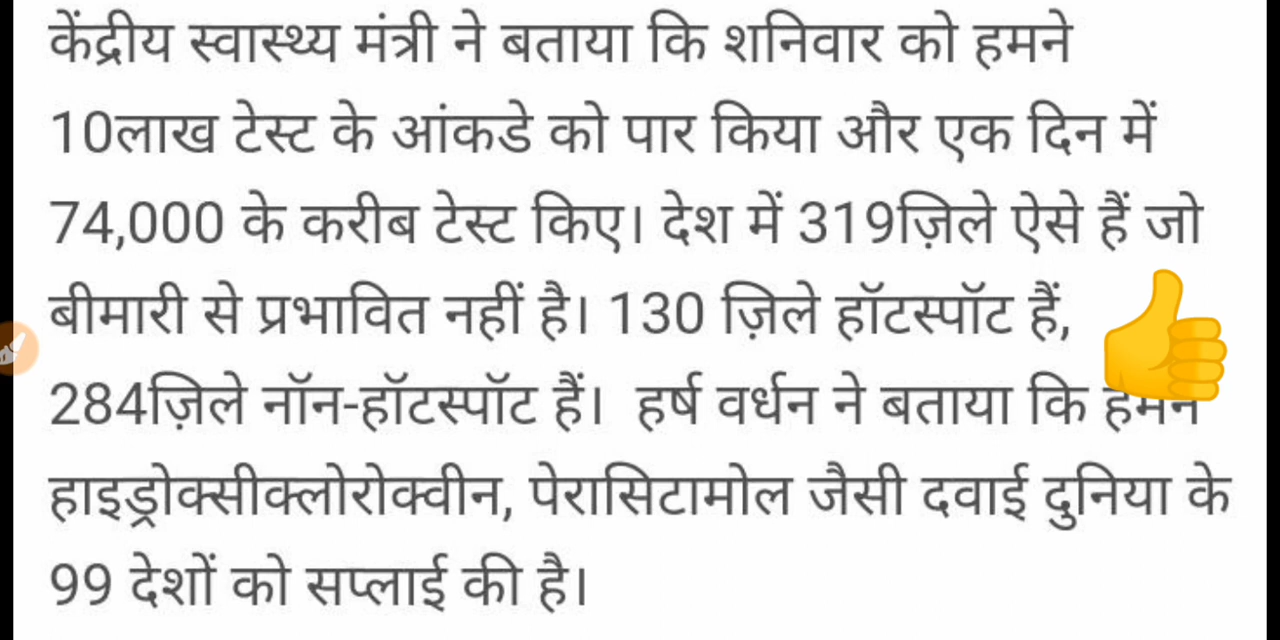 केंद्रीय स्वास्थ्य मंत्री ने बताया कि शनिवार को हमने
10लाख टेस्ट के आंकडे को पार किया और एक दिन में
74,000 के करीब टेस्ट किए। देश में 319ज़िले ऐसे हैं जो
बीमारी से प्रभावित नहीं है। 130 ज़िले हॉटस्पॉट हैं,
284ज़िले नॉन-हॉटस्पॉट हैं। हर्ष वर्धन ने बताया कि हमने
हाइड्रोक्सीक्लोरोक्वीन, पेरासिटामोल जैसी दवाई दुनिया के
99 देशों को सप्लाई की है।